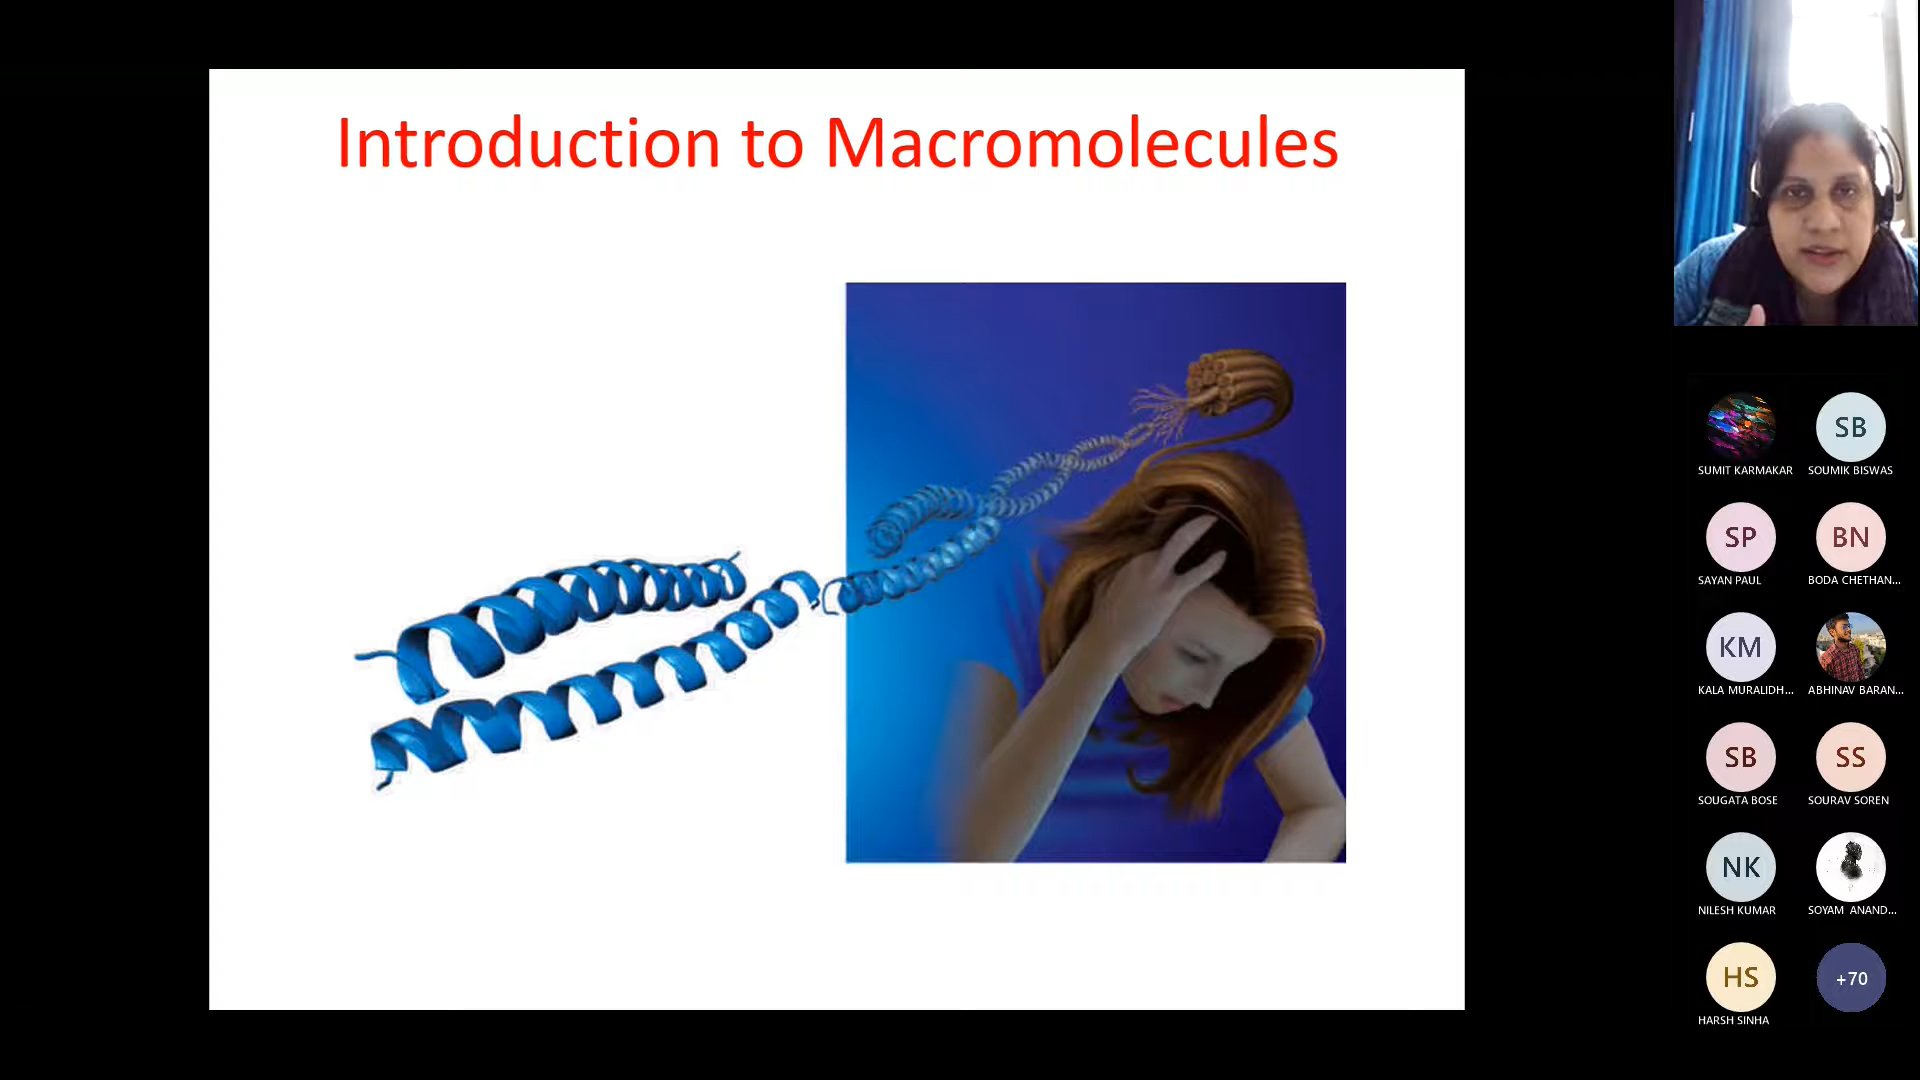 Introduction to Macromolecules
SB
SUMIT KARMAKAR
SOUMIK BISWAS
SP
BN
SAYAN PAUL
BODA CHETHAN...
KM
KALA MURALIDH...
ABHINAV BARAN...
SB
SS
SOUGATA BOSE
SOURAV SOREN
NK
NILESH KUMAR
SOYAM ANAND...
HS
+70
HARSH SINHA